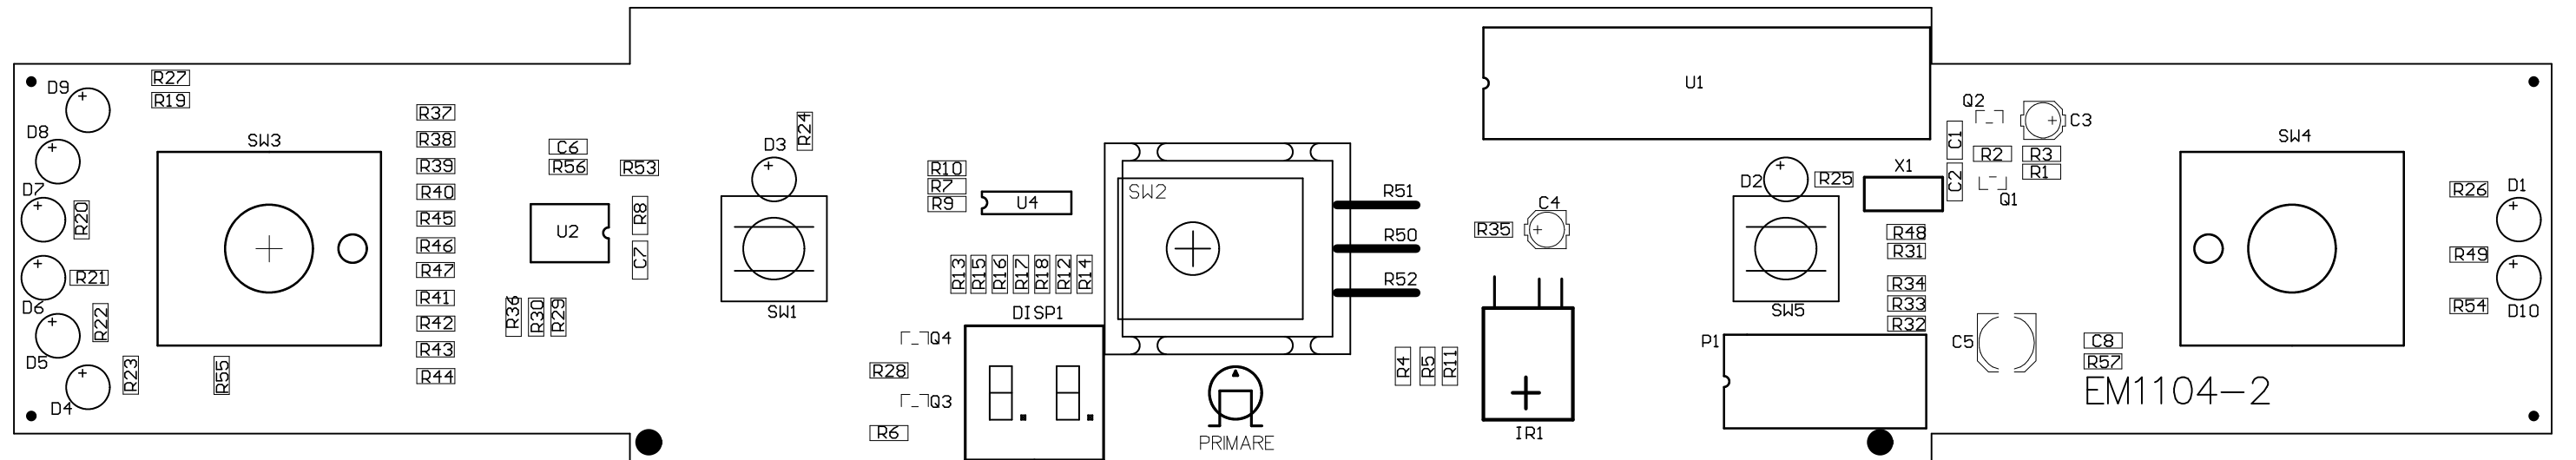 D9
R27
R19
D8
D7
R20
R21
D6
R22
D5
R23
D4
R55
SW3
R37
R38
R39
R40
R45
R46
R47
R41
R42
R43
R44
C6
R56
R53
U2
R8
C7
R36
R30
R29
D3
R24
SW1
R10
R7
R9
U4
R13
R15
R16
R17
R18
R12
R14
DISP1
Q4
R28
Q3
R6
SW2
R51
R50
R52
PRIMARE
U1
C4
R35
R4
R5
R11
IR1
D2
R25
SW5
P1
X1
C1
C2
Q2
C3
R2
R3
R1
Q1
R48
R31
R34
R33
R32
C5
C8
R57
EM1104-2
SW4
R26
D1
R49
R54
D10